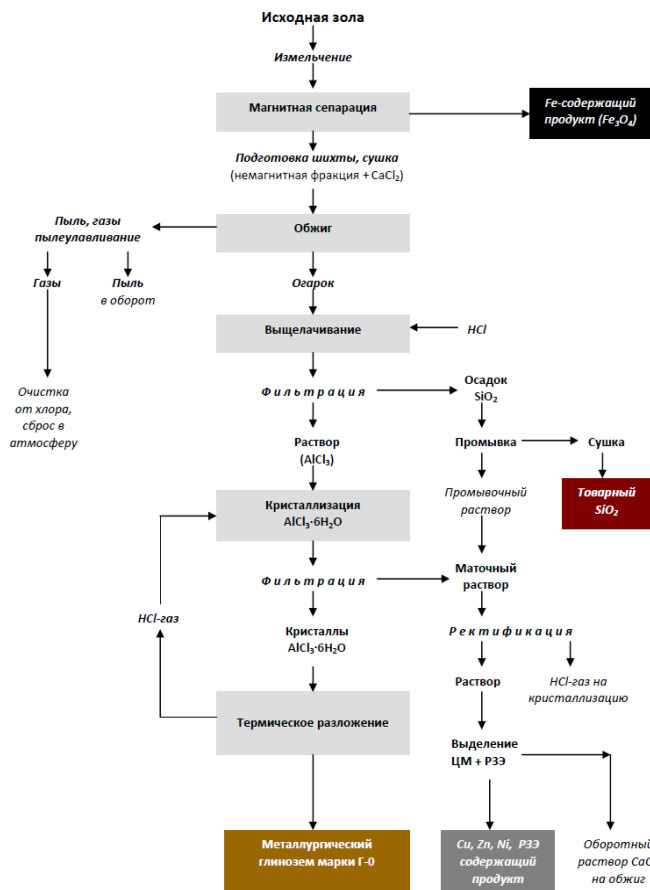 Исходная зола
Измельчение
Магнитная сепарация
Fe-содержащий
продукт (Fe₃O₄)
Подготовка шихты, сушка
(немагнитная фракция + CaCl₂)
Пыль, газы
пылеулавливание
Обжиг
Газы
Пыль
в оборот
Огарок
Выщелачивание
HCl
Фильтрация
Осадок
SiO₂
Очистка
от хлора,
сброс в
атмосферу
Раствор
(AlCl₃)
Промывка
Сушка
Кристаллизация
AlCl₃·6H₂O
Промывочный
раствор
Товарный
SiO₂
Фильтрация
Маточный
раствор
HCl-газ
Кристаллы
AlCl₃·6H₂O
Ректификация
Раствор
HCl-газ на
кристаллизацию
Термическое разложение
Выделение
ЦМ + РЗЭ
Металлургический
глинозем марки Г-0
Cu, Zn, Ni, РЗЭ
содержащий
продукт
Оборотный
раствор CaC
на обжиг